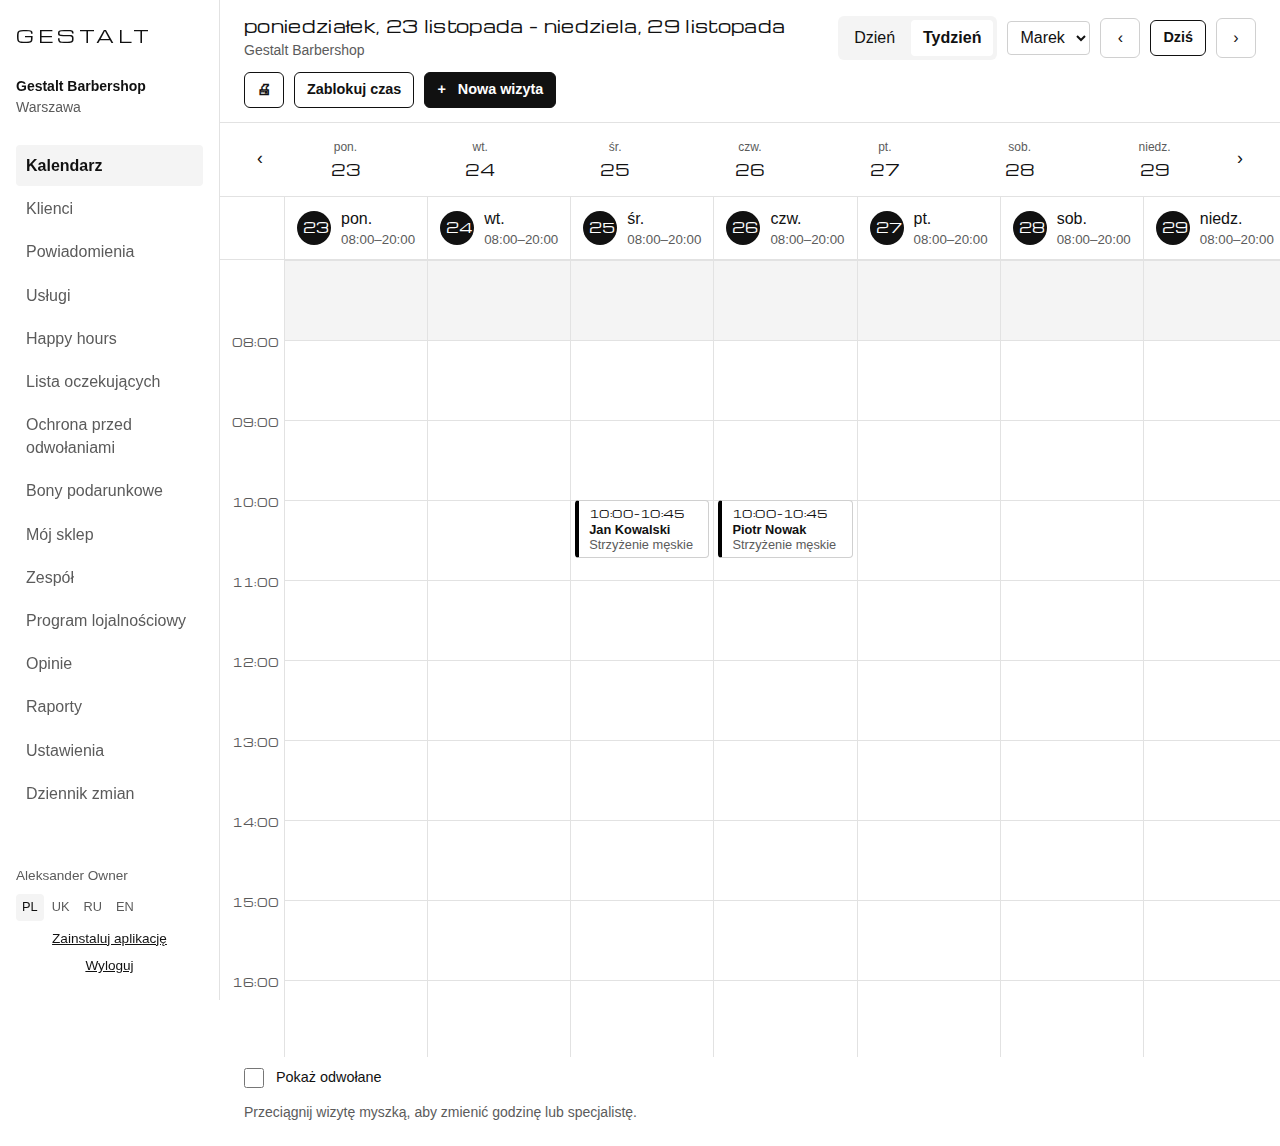 GESTALT
Gestalt Barbershop
Warszawa
Kalendarz
Klienci
Powiadomienia
Usługi
Happy hours
Lista oczekujących
Ochrona przed
odwołaniami
Bony podarunkowe
Mój sklep
Zespół
Program lojalnościowy
Opinie
Raporty
Ustawienia
Dziennik zmian
Aleksander Owner
PL UK RU EN
Zainstaluj aplikację
Wyloguj
poniedziałek, 23 listopada - niedziela, 29 listopada
Gestalt Barbershop
Dzień Tydzień Marek ‹ Dziś ›
Zablokuj czas + Nowa wizyta
‹ pon. wt. śr. czw. pt. sob. niedz. ›
23 24 25 26 27 28 29
23 pon. 24 wt. 25 śr. 26 czw. 27 pt. 28 sob. 29 niedz.
08:00–20:00 08:00–20:00 08:00–20:00 08:00–20:00 08:00–20:00 08:00–20:00 08:00–20:00
08:00
09:00
10:00
10:00-10:45 10:00-10:45
Jan Kowalski Piotr Nowak
Strzyżenie męskie Strzyżenie męskie
11:00
12:00
13:00
14:00
15:00
16:00
Pokaż odwołane
Przeciągnij wizytę myszką, aby zmienić godzinę lub specjalistę.